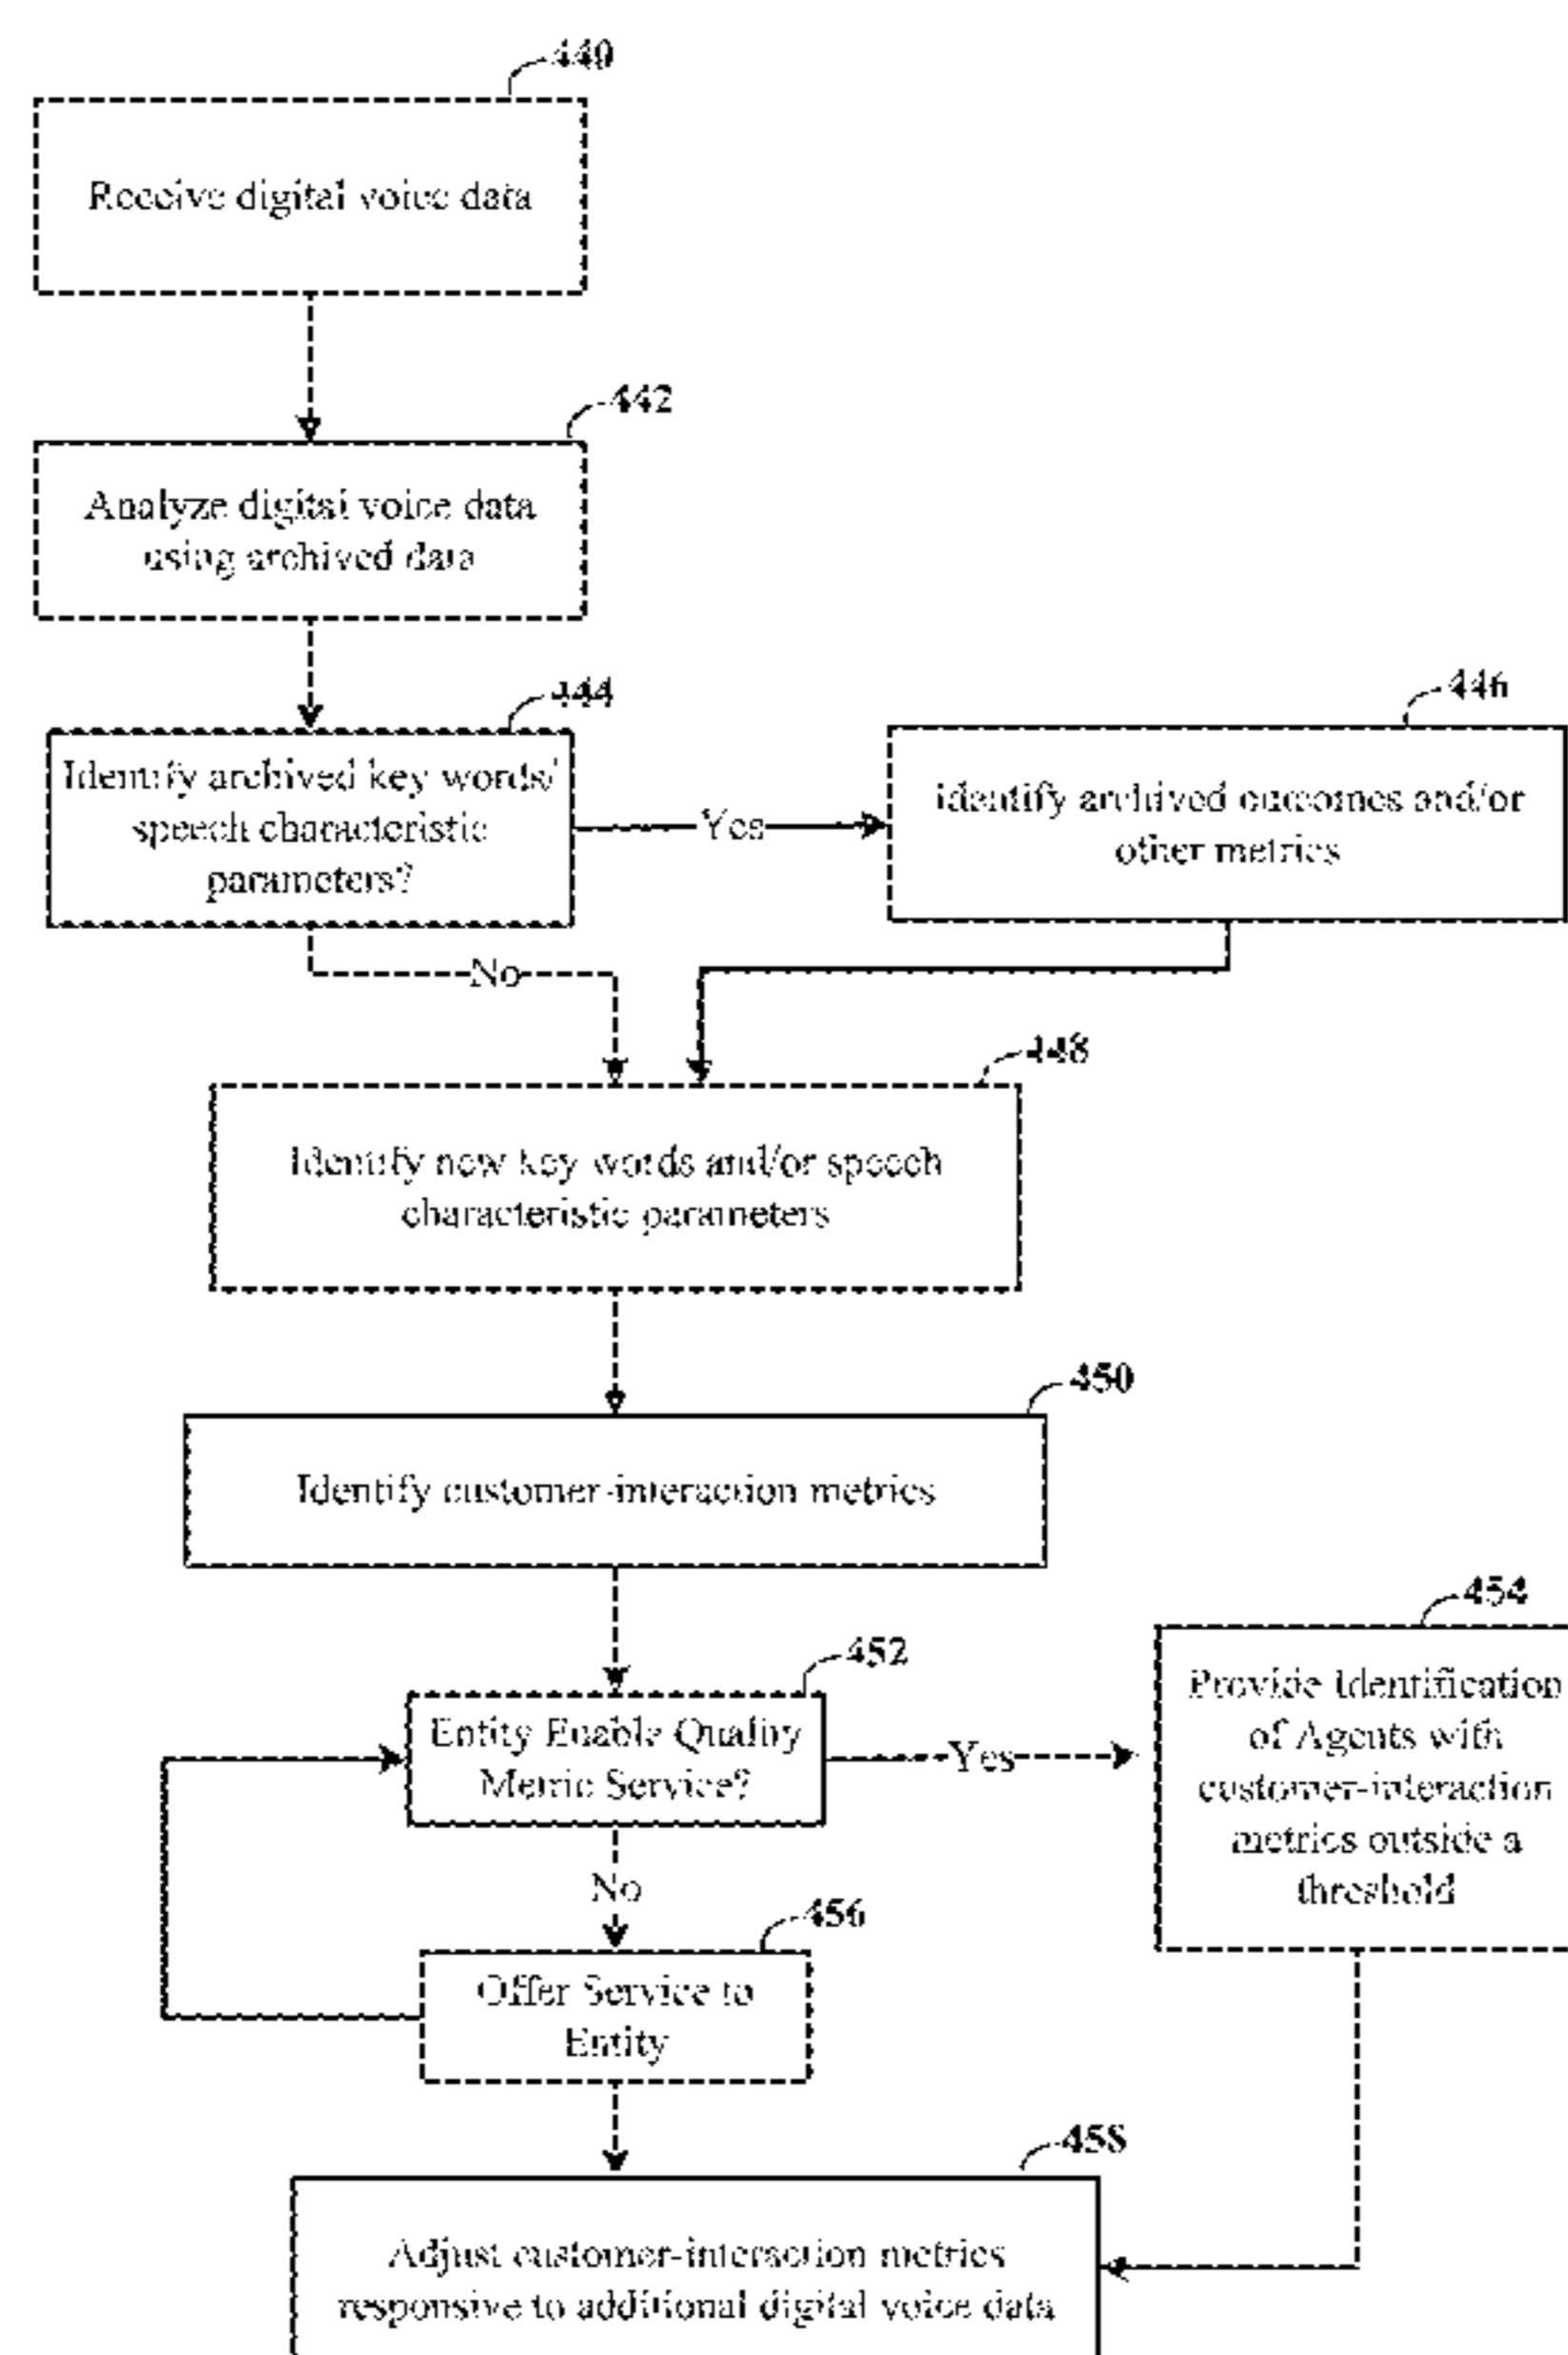 440
Receive digital voice data
442
Analyze digital voice data
using archived data
444
Identify archived key words/
speech characteristic
parameters?
Yes
446
Identify archived outcomes and/or
other metrics
No
448
Identify new key words and/or speech
characteristic parameters
450
Identify customer-interaction metrics
452
Entity Enable Quality
Metric Service?
Yes
454
Provide Identification
of Agents with
customer-interaction
metrics outside a
threshold
No
456
Offer Service to
Entity
458
Adjust customer-interaction metrics
responsive to additional digital voice data